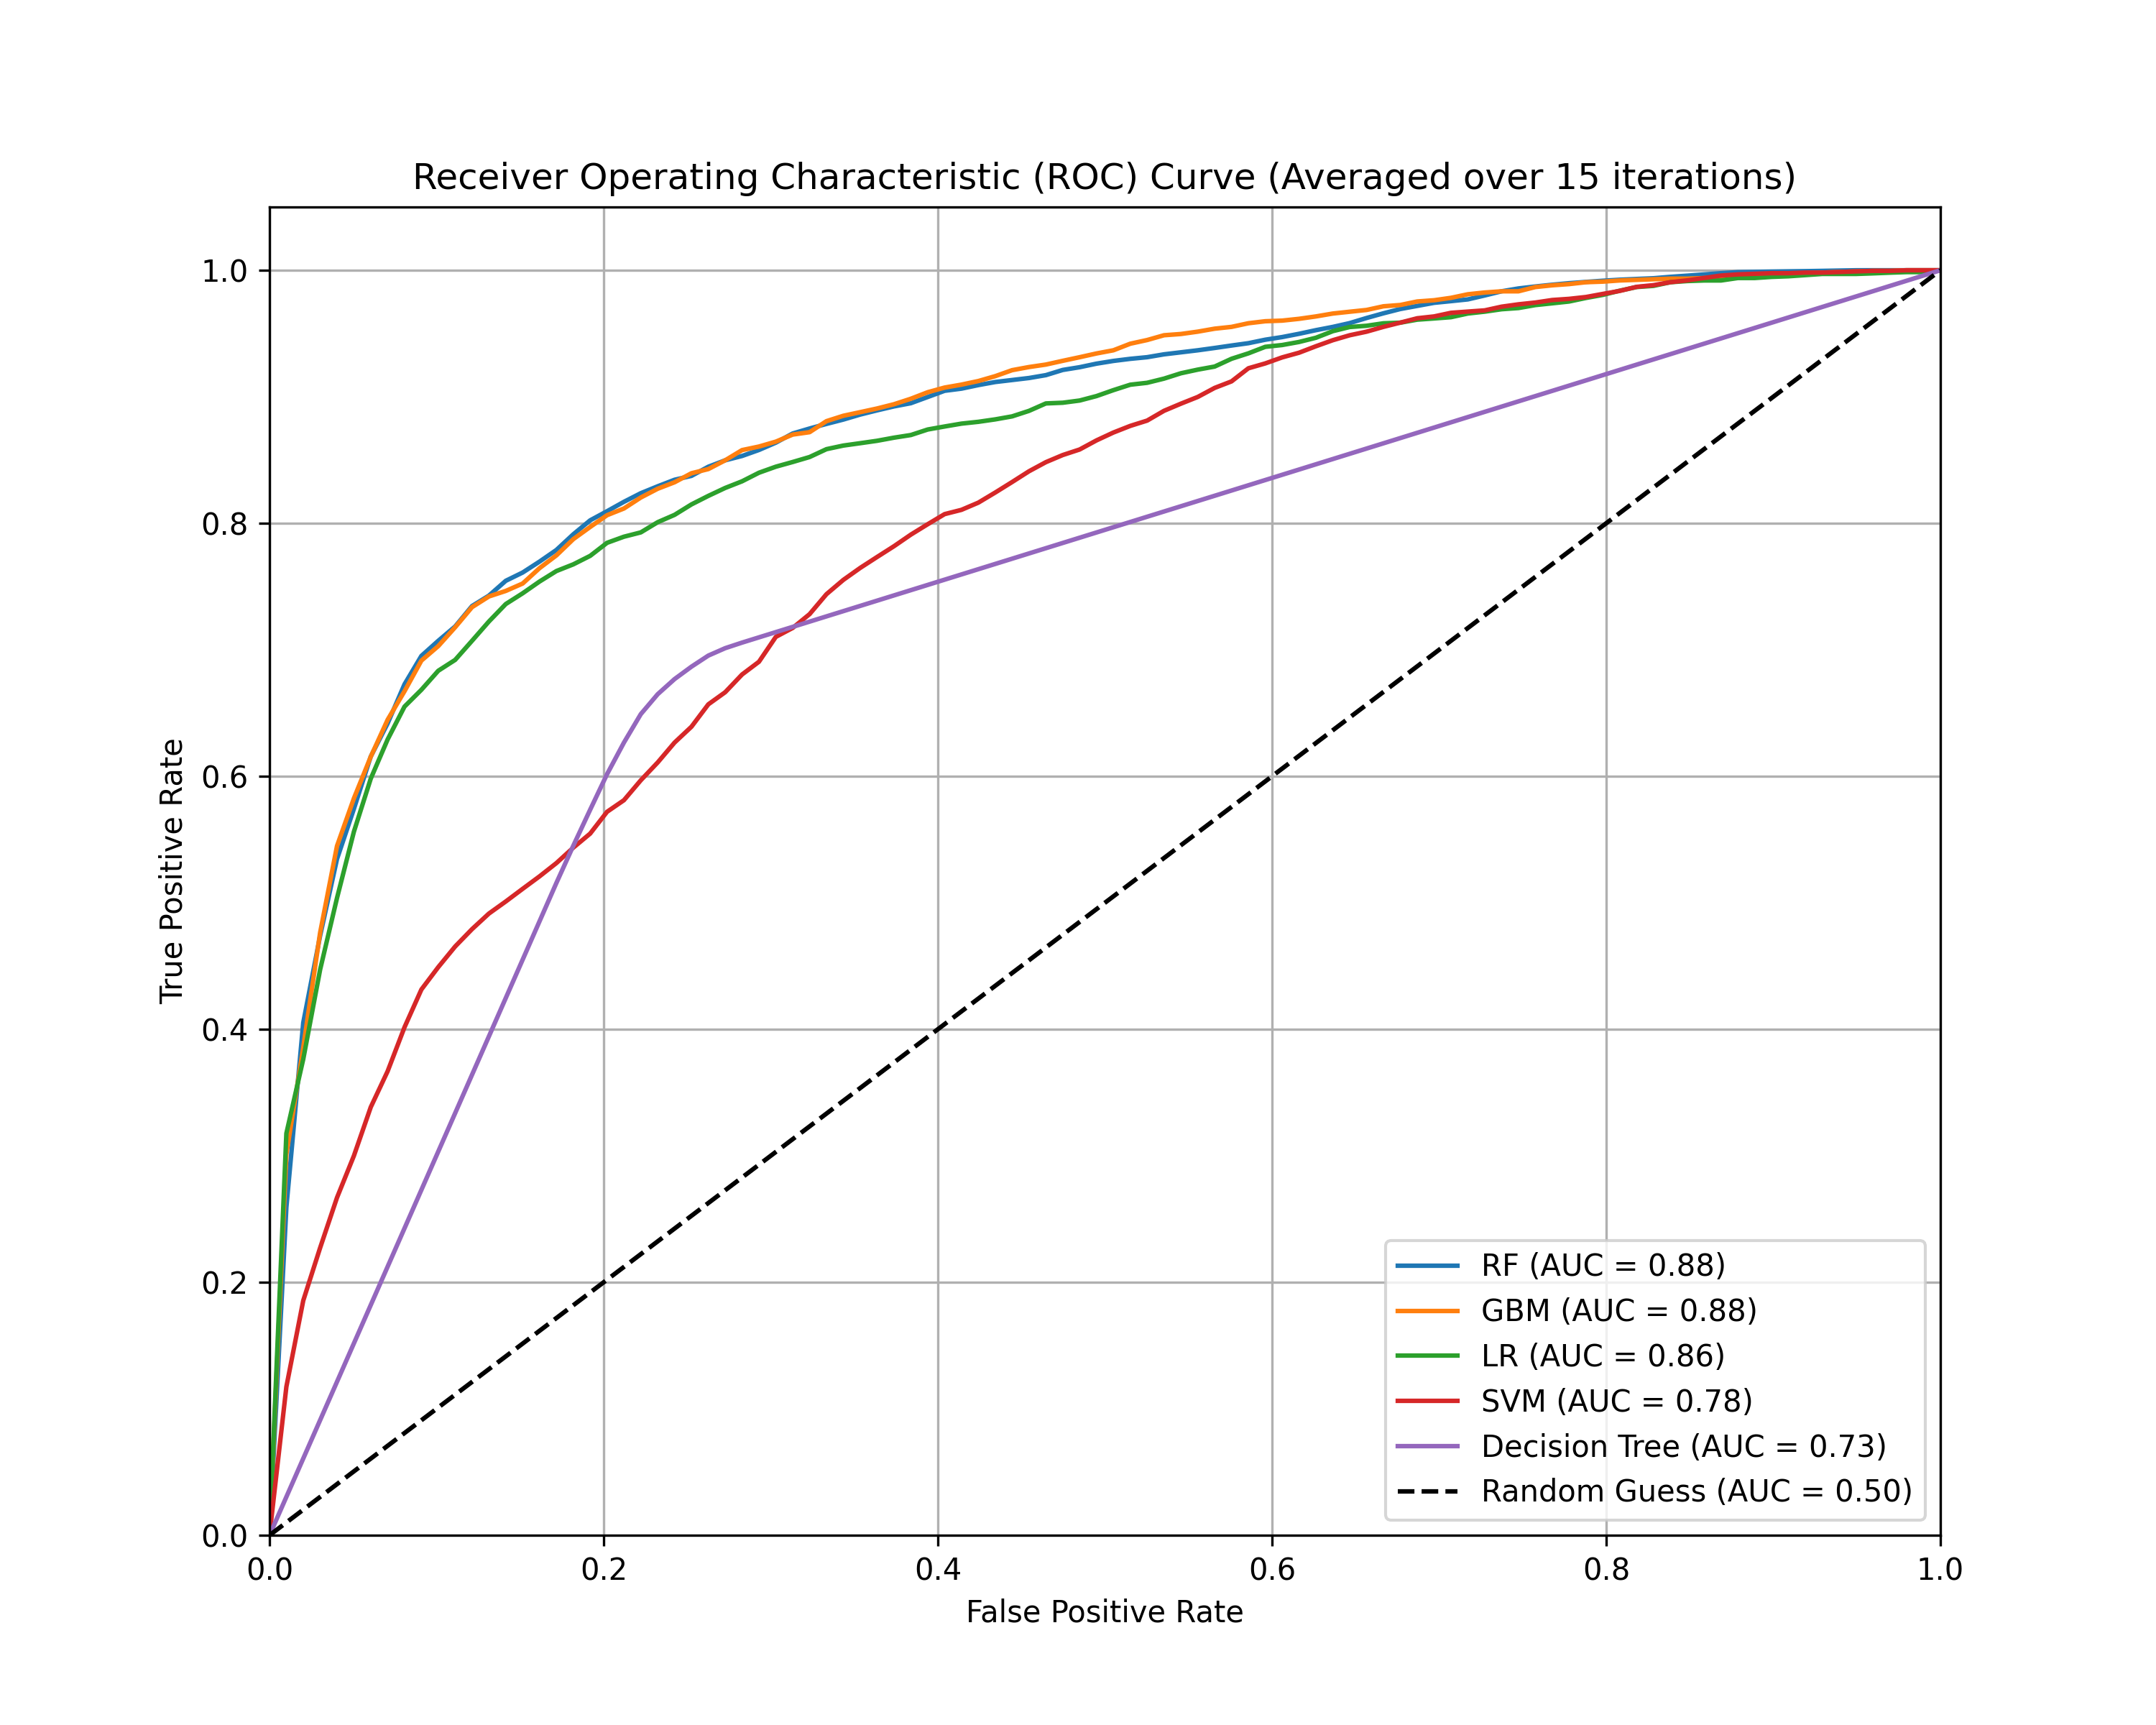 Receiver Operating Characteristic (ROC) Curve (Averaged over 15 iterations)
True Positive Rate
1.0
0.8
0.6
0.4
0.2
0.0
0.0
0.2
0.4
0.6
0.8
1.0
False Positive Rate
RF (AUC = 0.88)
GBM (AUC = 0.88)
LR (AUC = 0.86)
SVM (AUC = 0.78)
Decision Tree (AUC = 0.73)
Random Guess (AUC = 0.50)